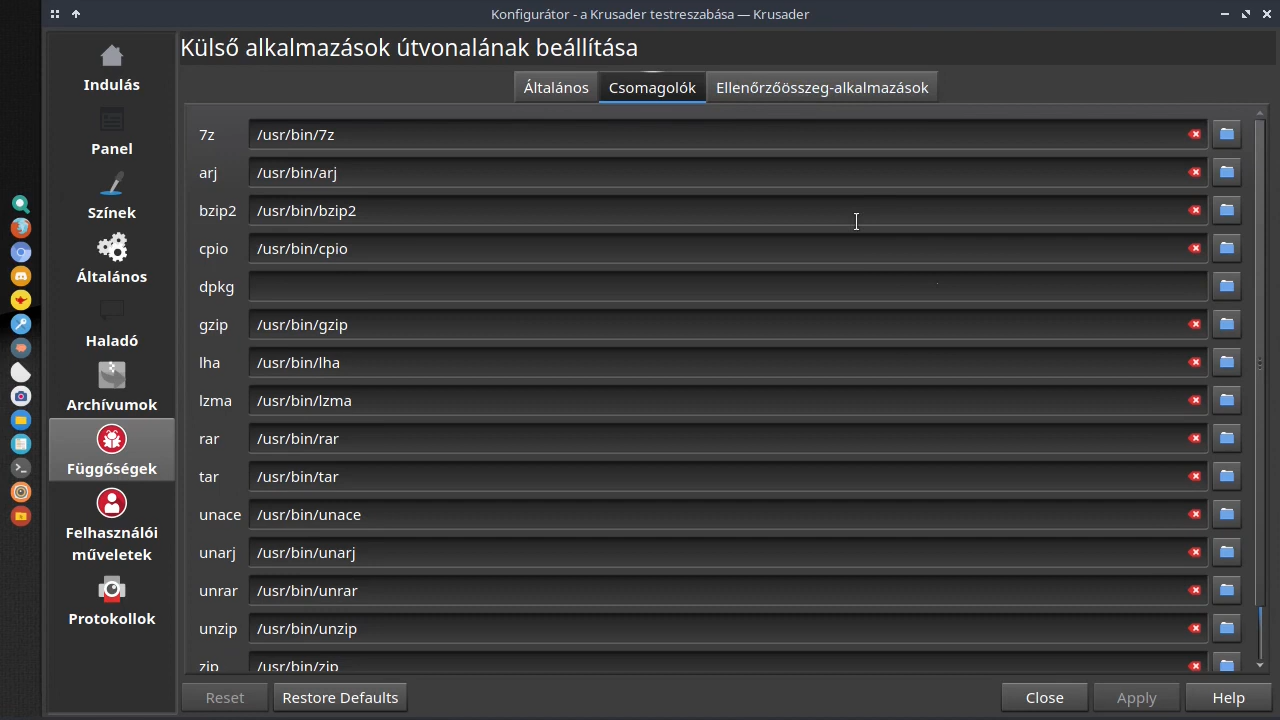 Konfigurátor - a Krusader testreszabása — Krusader
Indulás
Panel
Színek
Általános
Haladó
Archívumok
Függőségek
Felhasználói
műveletek
Protokollok
Külső alkalmazások útvonalának beállítása
Általános Csomagolók Ellenőrzőösszeg-alkalmazások
7z /usr/bin/7z
arj /usr/bin/arj
bzip2 /usr/bin/bzip2
cpio /usr/bin/cpio
dpkg
gzip /usr/bin/gzip
lha /usr/bin/lha
lzma /usr/bin/lzma
rar /usr/bin/rar
tar /usr/bin/tar
unace /usr/bin/unace
unarj /usr/bin/unarj
unrar /usr/bin/unrar
unzip /usr/bin/unzip
zip /usr/bin/zip
Reset Restore Defaults Close Apply Help